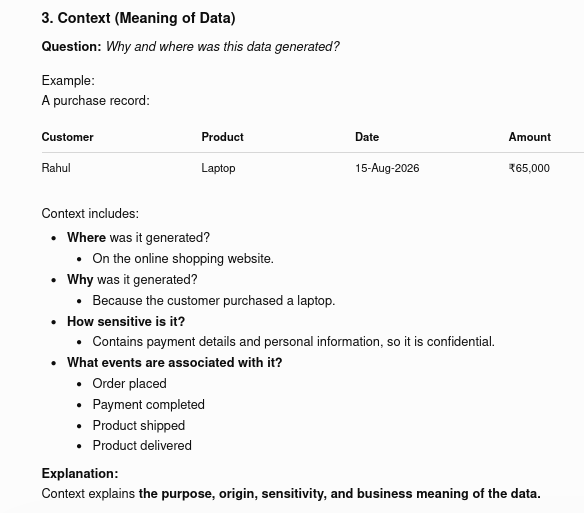 3. Context (Meaning of Data)
Question: Why and where was this data generated?
Example:
A purchase record:
Customer Product Date Amount
Rahul Laptop 15-Aug-2026 ₹65,000
Context includes:
• Where was it generated?
• On the online shopping website.
• Why was it generated?
• Because the customer purchased a laptop.
• How sensitive is it?
• Contains payment details and personal information, so it is confidential.
• What events are associated with it?
• Order placed
• Payment completed
• Product shipped
• Product delivered
Explanation:
Context explains the purpose, origin, sensitivity, and business meaning of the data.